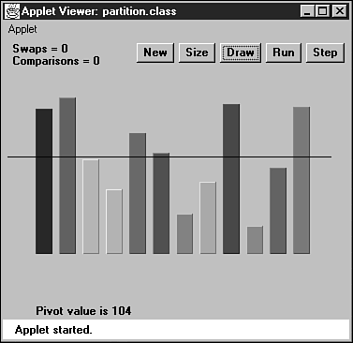 Applet Viewer: partition.class
Applet
Swaps = 0
Comparisons = 0
New Size Draw Run Step
Pivot value is 104
Applet started.